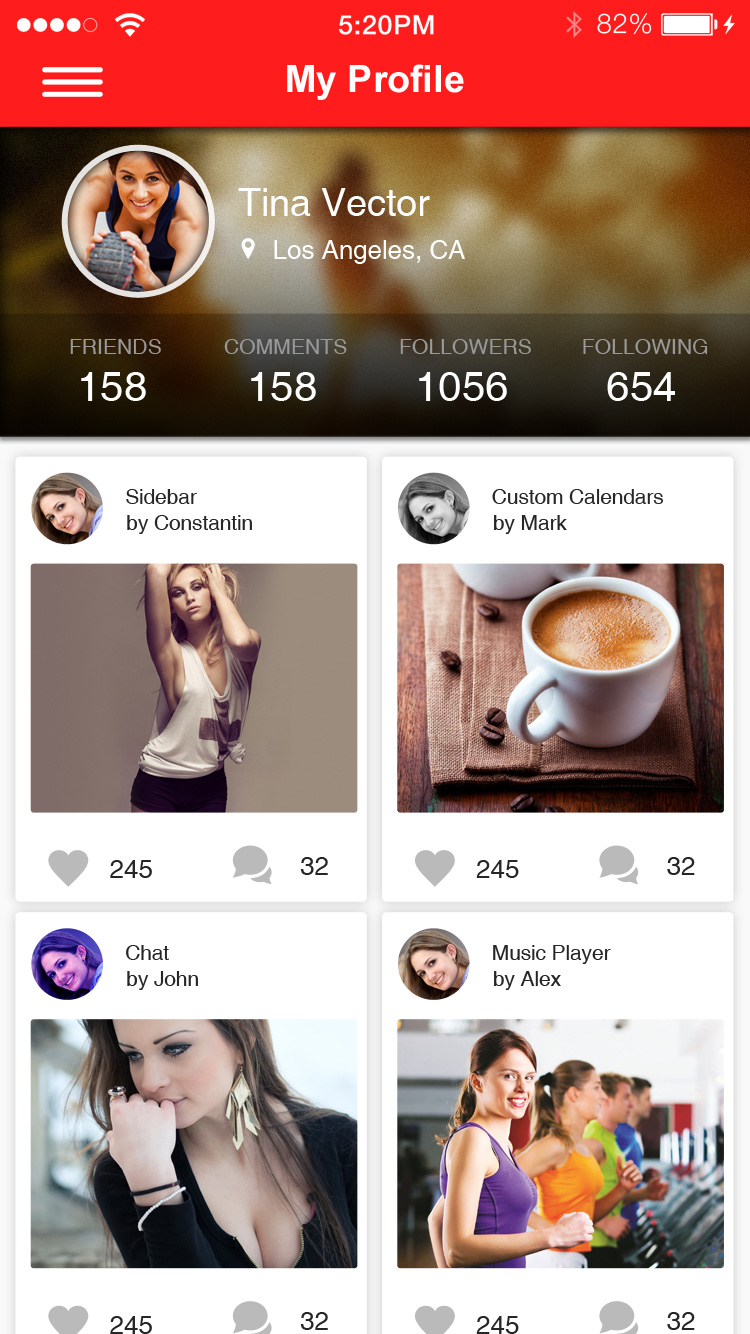 5:20PM 82%
My Profile
Tina Vector
Los Angeles, CA
FRIENDS COMMENTS FOLLOWERS FOLLOWING
158 158 1056 654
Sidebar
by Constantin
245 32
Custom Calendars
by Mark
245 32
Chat
by John
245 32
Music Player
by Alex
245 32